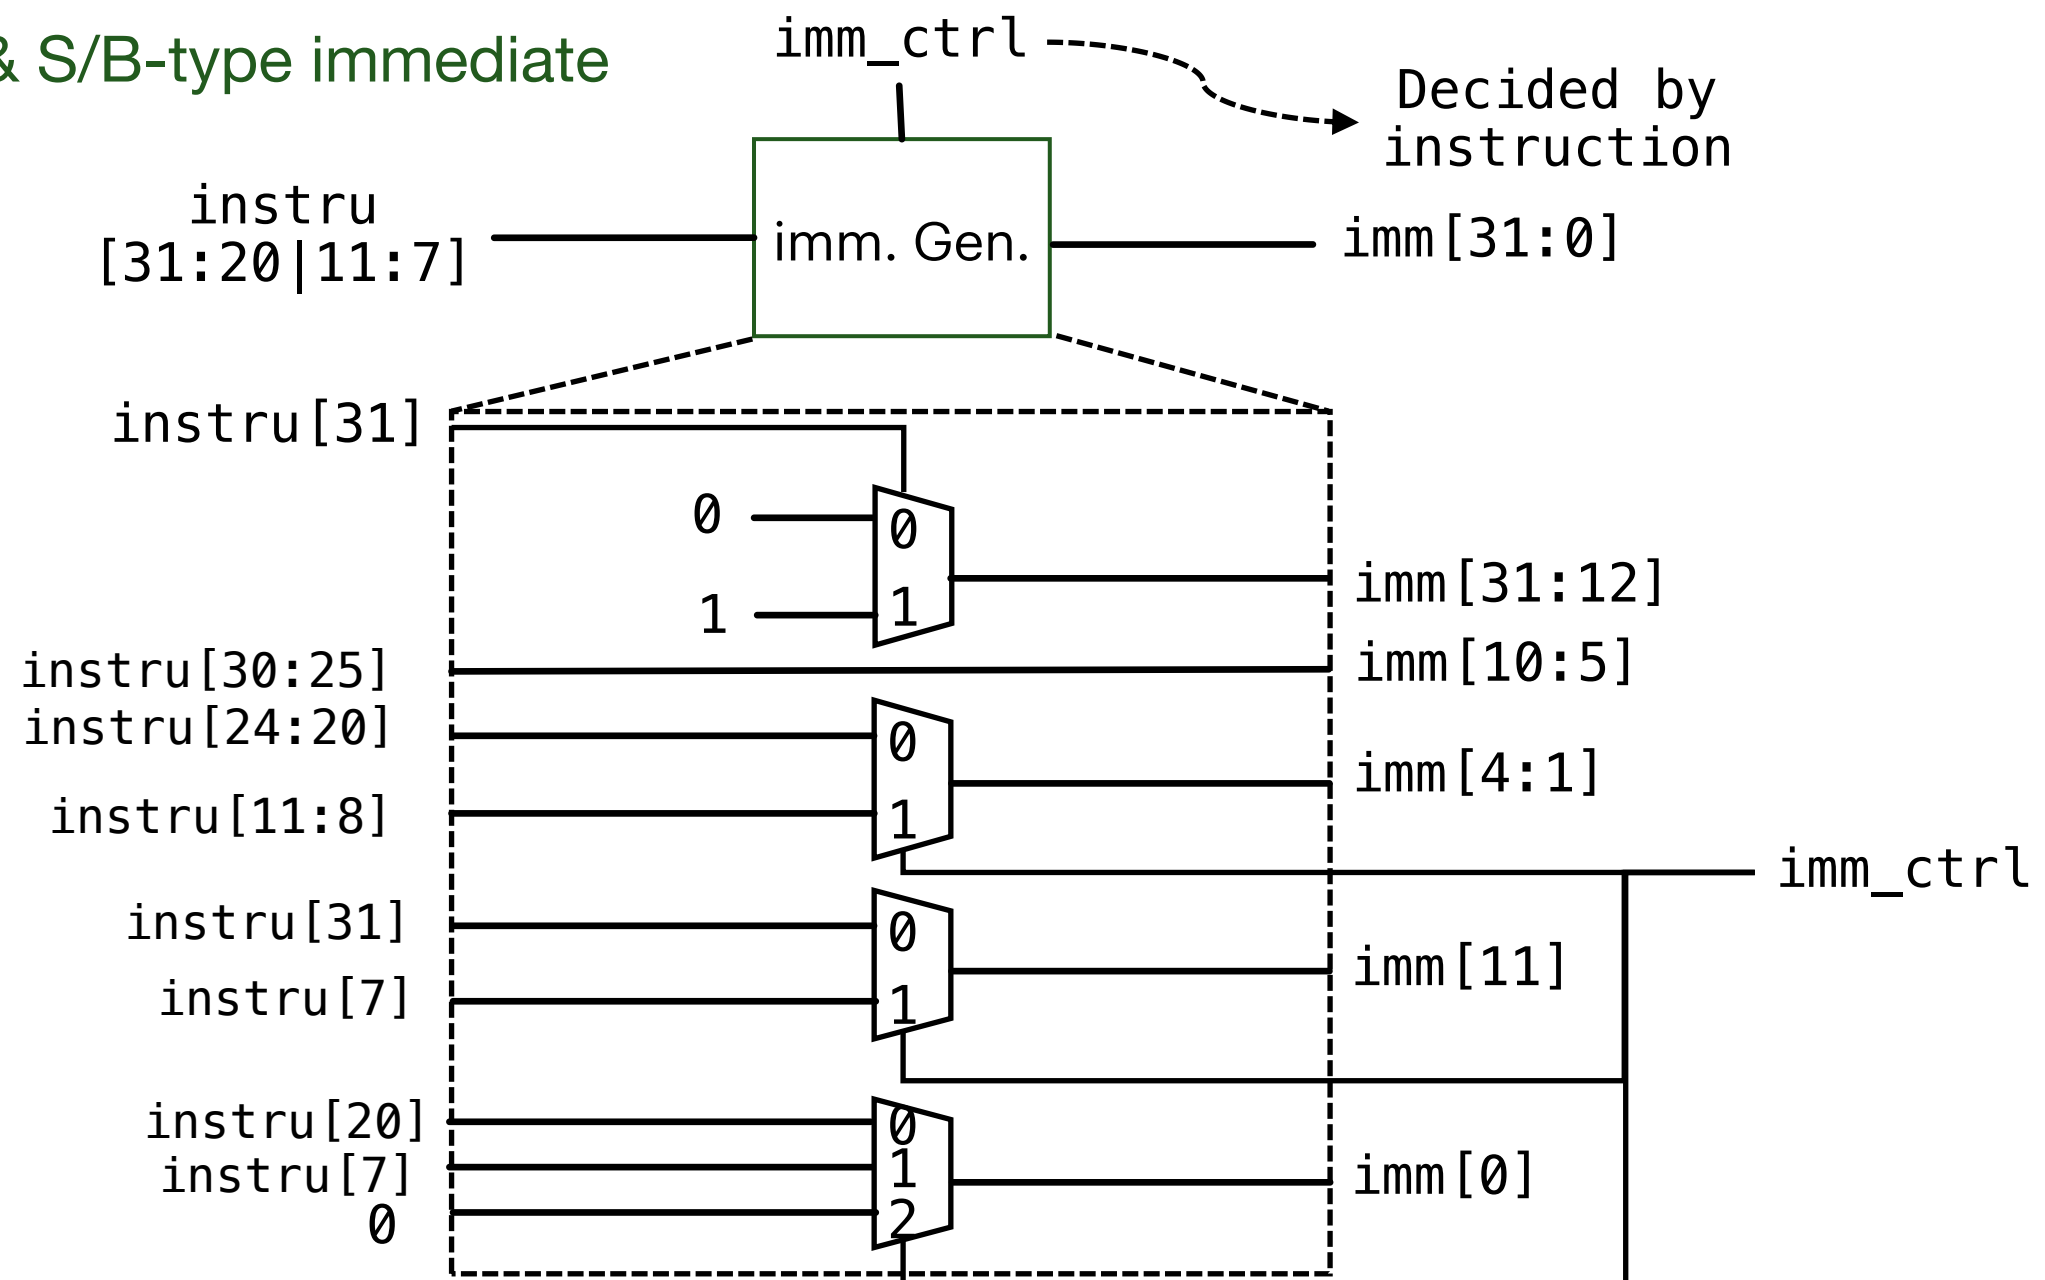 & S/B-type immediate
imm_ctrl
Decided by
instruction
instru
[31:20|11:7]
imm. Gen.
imm[31:0]
instru[31]
0
0
1
1
imm[31:12]
instru[30:25]
imm[10:5]
instru[24:20]
0
imm[4:1]
instru[11:8]
1
imm_ctrl
instru[31]
0
imm[11]
instru[7]
1
instru[20]
0
instru[7]
1
imm[0]
0
2